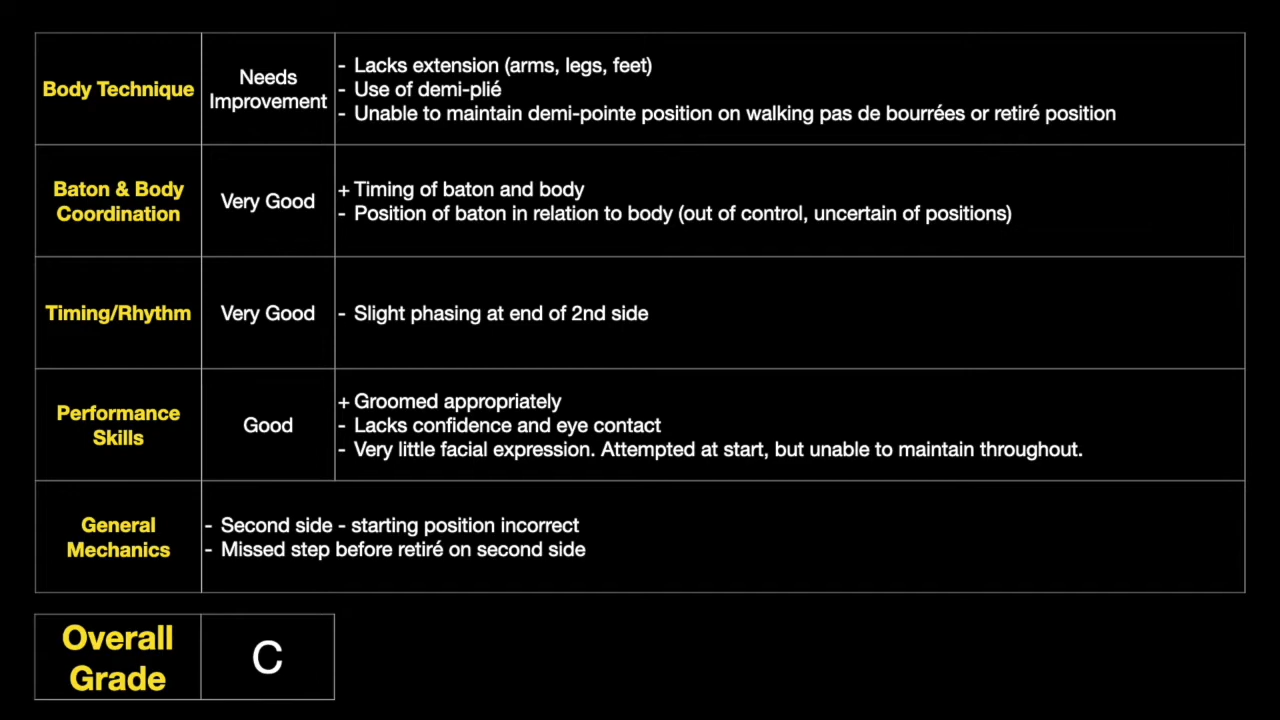 Body Technique
Needs
Improvement
- Lacks extension (arms, legs, feet)
- Use of demi-plié
- Unable to maintain demi-pointe position on walking pas de bourrées or retiré position
Baton & Body
Coordination
Very Good
+ Timing of baton and body
- Position of baton in relation to body (out of control, uncertain of positions)
Timing/Rhythm
Very Good
- Slight phasing at end of 2nd side
Performance
Skills
Good
+ Groomed appropriately
- Lacks confidence and eye contact
- Very little facial expression. Attempted at start, but unable to maintain throughout.
General
Mechanics
- Second side - starting position incorrect
- Missed step before retiré on second side
Overall
Grade
C